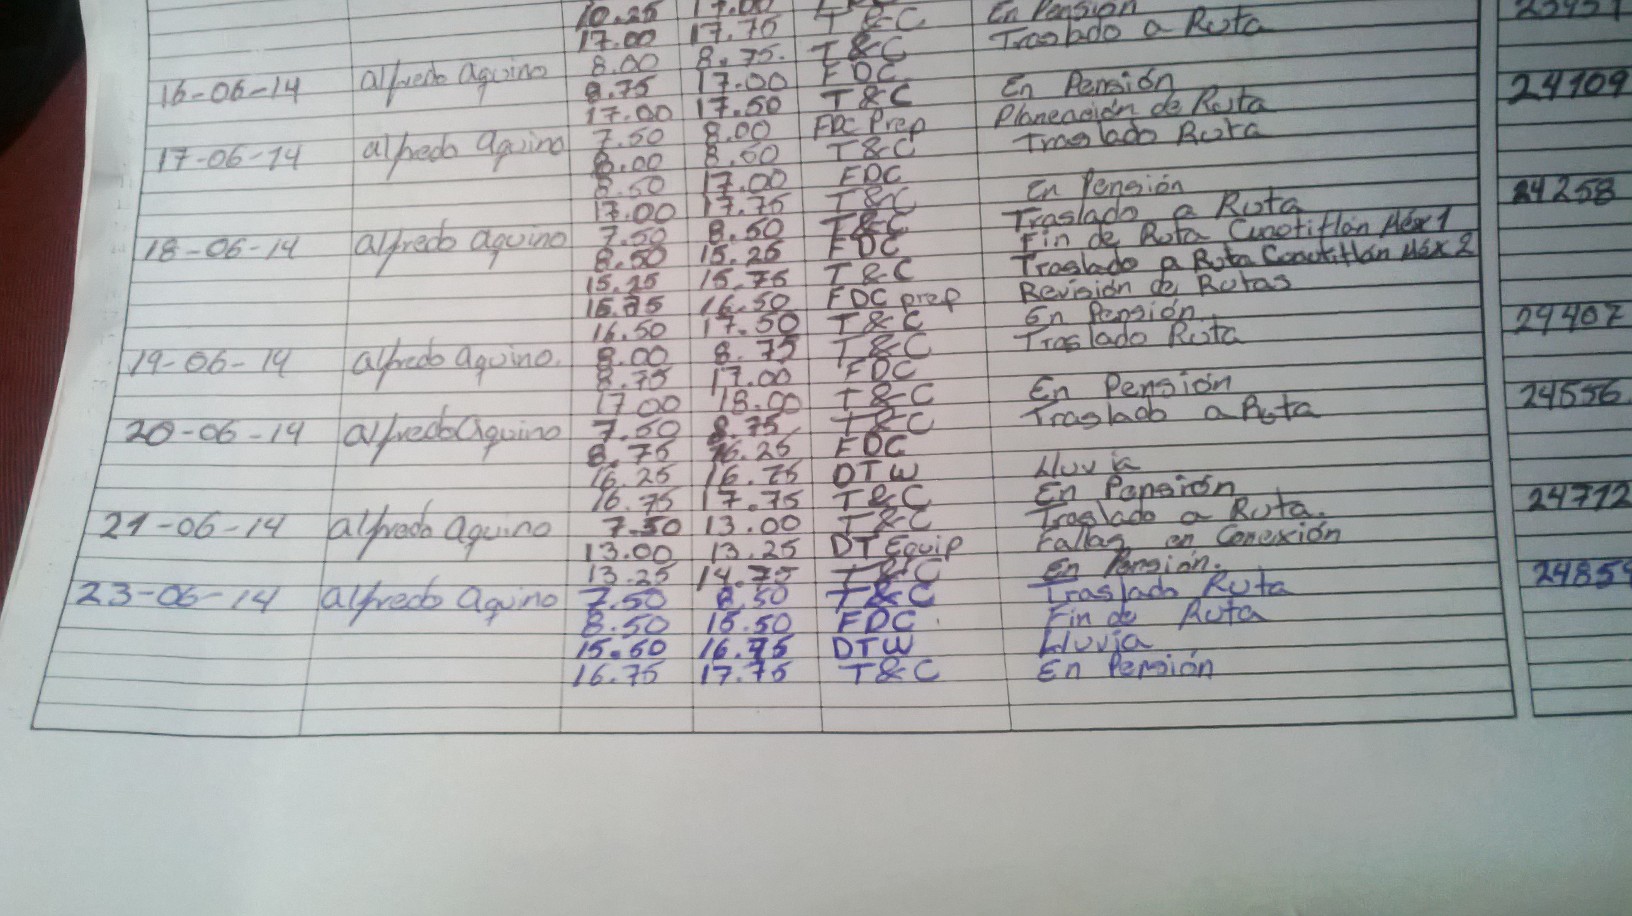 10.25 17.00 T&C En Pensión
17.00 17.75 T&C Traslado a Ruta
16-06-14 Alfredo Aquino 8.00 8.75. T&C
8.75 17.00 FDC En Pensión 24109
17.00 17.50 T&C Planeación de Ruta
17-06-14 Alfredo Aquino 7.50 8.00 FDC Prep Traslado Ruta
8.00 8.50 T&C
8.50 17.00 FDC En Pensión 24258
17.00 17.75 T&C Traslado a Ruta
18-06-14 Alfredo Aquino 7.50 8.50 T&C Fin de Ruta Cuautitlán Méx 1
8.50 15.25 FDC Traslado a Ruta Cuautitlán Méx 2
15.25 15.75 T&C Revisión de Rutas
15.75 16.50 FDC prep En Pensión 24407
16.50 17.50 T&C Traslado Ruta
19-06-14 Alfredo Aquino. 8.00 8.75 T&C
8.75 17.00 FDC En Pensión 24556
17.00 18.00 T&C Traslado a Ruta
20-06-14 Alfredo Aquino 7.50 8.75 T&C
8.75 16.25 FDC
16.25 16.75 DTW Lluvia
16.75 17.75 T&C En Pensión 24712
21-06-14 Alfredo Aquino 7.50 13.00 T&C Traslado a Ruta.
13.00 13.25 DT Equip Fallas en Conexión
13.25 14.75 T&C En Pensión. 24859
23-06-14 Alfredo Aquino 7.50 8.50 T&C Traslado Ruta
8.50 15.50 FDC. Fin de Ruta
15.50 16.75 DTW Lluvia
16.75 17.75 T&C En Pensión